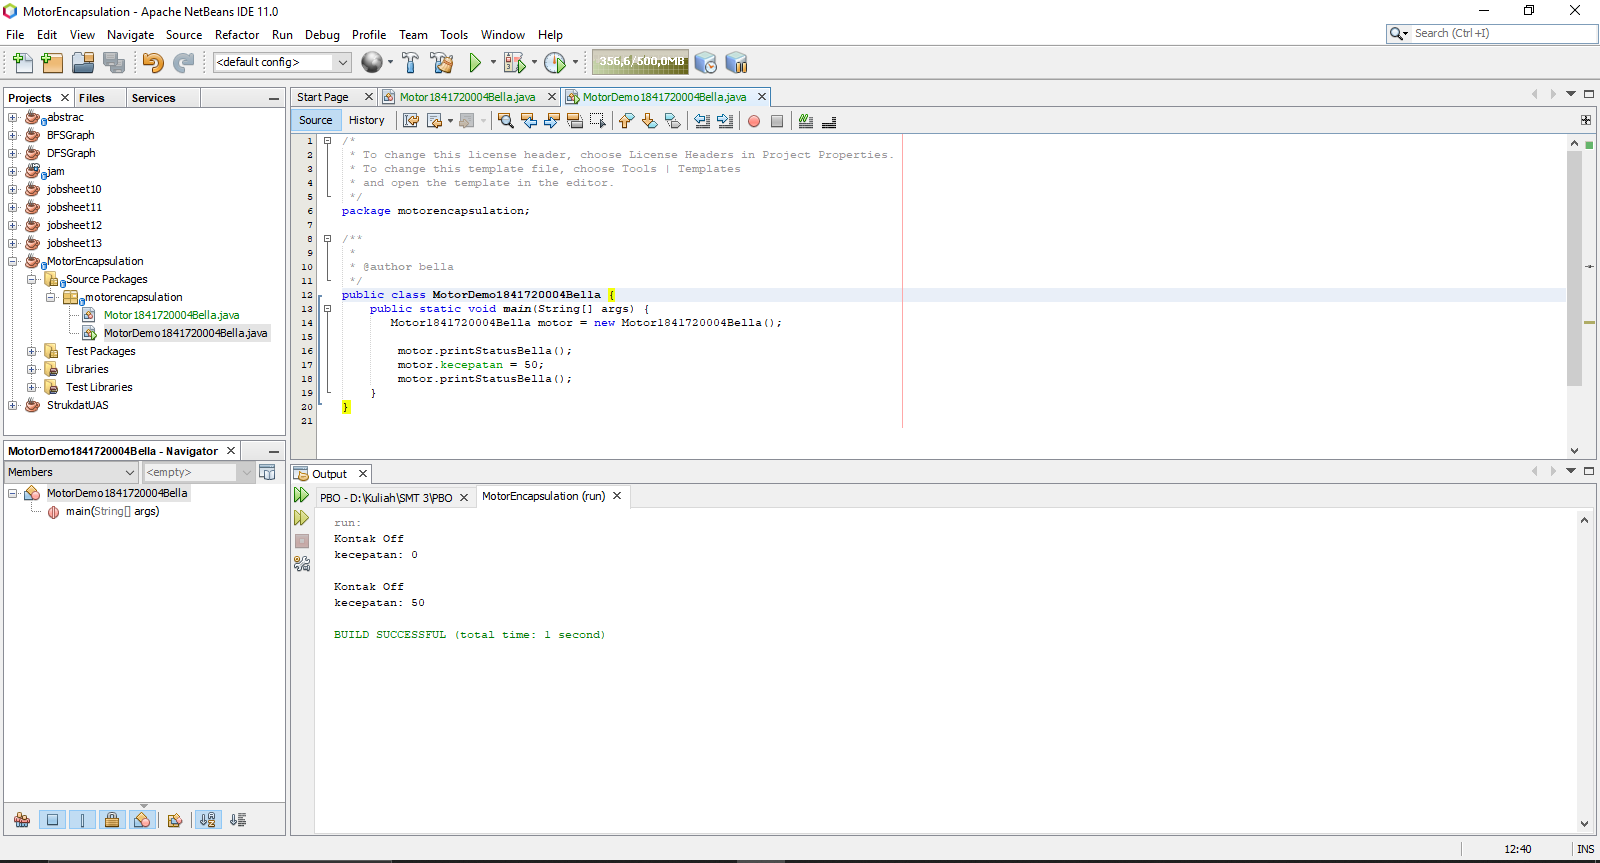 MotorEncapsulation - Apache NetBeans IDE 11.0
File Edit View Navigate Source Refactor Run Debug Profile Team Tools Window Help
Search (Ctrl+I)
<default config>
356,6/500,0MB
Projects Files Services
abstrac
BFSGraph
DFSGraph
jam
jobsheet10
jobsheet11
jobsheet12
jobsheet13
MotorEncapsulation
Source Packages
motorencapsulation
Motor1841720004Bella.java
MotorDemo1841720004Bella.java
Test Packages
Libraries
Test Libraries
StrukdatUAS
MotorDemo1841720004Bella - Navigator
Members
<empty>
MotorDemo1841720004Bella
main(String[] args)
Start Page Motor1841720004Bella.java MotorDemo1841720004Bella.java
Source History
1 /*
2 * To change this license header, choose License Headers in Project Properties.
3 * To change this template file, choose Tools | Templates
4 * and open the template in the editor.
5 */
6 package motorencapsulation;
7
8 /**
9 *
10 * @author bella
11 */
12 public class MotorDemo1841720004Bella {
13 public static void main(String[] args) {
14 Motor1841720004Bella motor = new Motor1841720004Bella();
15
16 motor.printStatusBella();
17 motor.kecepatan = 50;
18 motor.printStatusBella();
19 }
20 }
21
Output
PBO - D:\Kuliah\SMT 3\PBO MotorEncapsulation (run)
run:
Kontak Off
kecepatan: 0
Kontak Off
kecepatan: 50
BUILD SUCCESSFUL (total time: 1 second)
12:40 INS